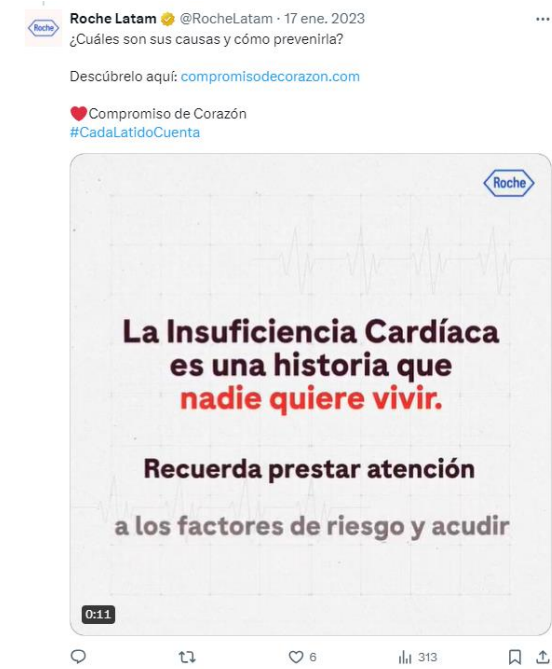 Roche
Roche Latam @RocheLatam · 17 ene. 2023
¿Cuáles son sus causas y cómo prevenirla?
Descúbrelo aquí: compromisodecorazon.com
❤️Compromiso de Corazón
#CadaLatidoCuenta
Roche
La Insuficiencia Cardíaca
es una historia que
nadie quiere vivir.
Recuerda prestar atención
a los factores de riesgo y acudir
0:11
6
313